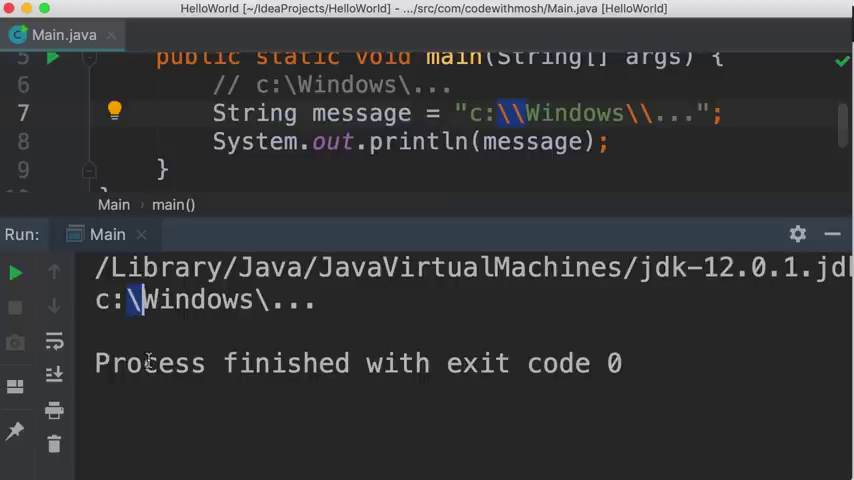 HelloWorld [~/IdeaProjects/HelloWorld] - .../src/com/codewithmosh/Main.java [HelloWorld]
Main.java
5 public static void main(String[] args) {
6 // c:\Windows\...
7 String message = "c:\\Windows\\...";
8 System.out.println(message);
9 }
Main › main()
Run: Main
/Library/Java/JavaVirtualMachines/jdk-12.0.1.jd
c:\Windows\...
Process finished with exit code 0